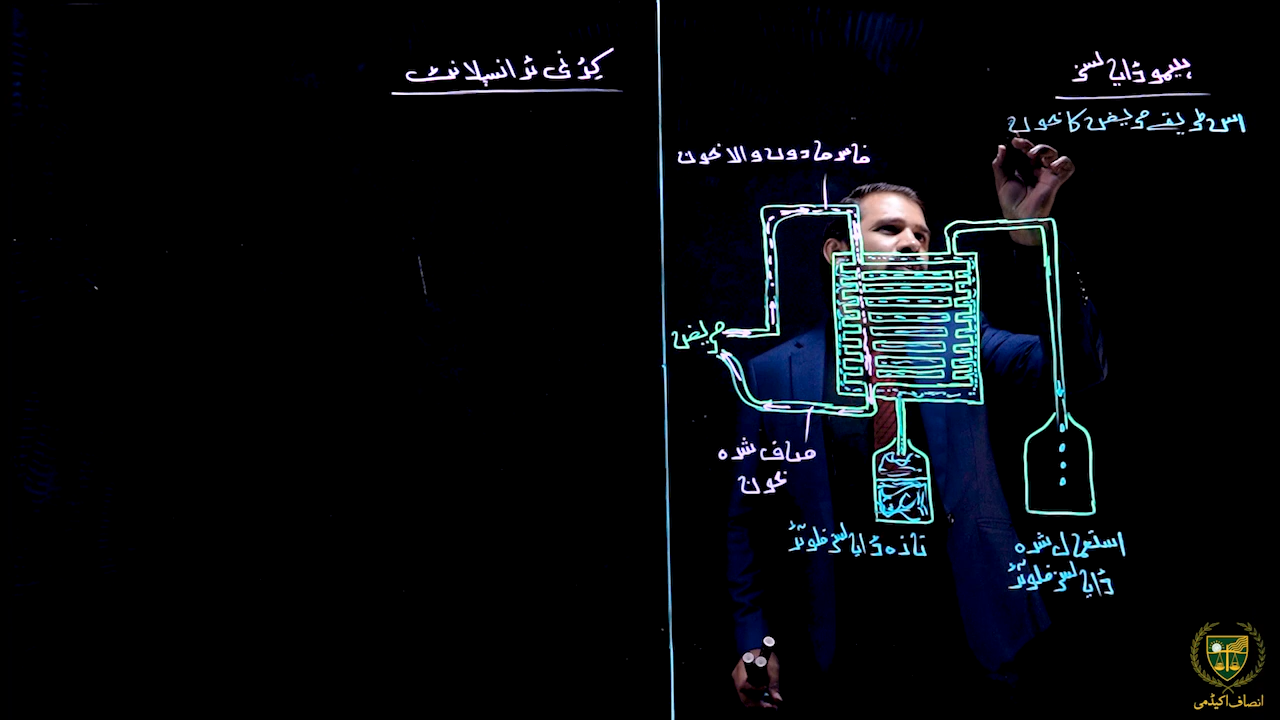 ہیموڈایالسز
اس طریقے مریض کا خون
فاسد مادوں والا خون
مریض
صاف شدہ
خون
تازہ ڈایالسز فلوئڈ
استعمال شدہ
ڈایالسز فلوئڈ
کڈنی ٹرانسپلانٹ
انصاف اکیڈمی